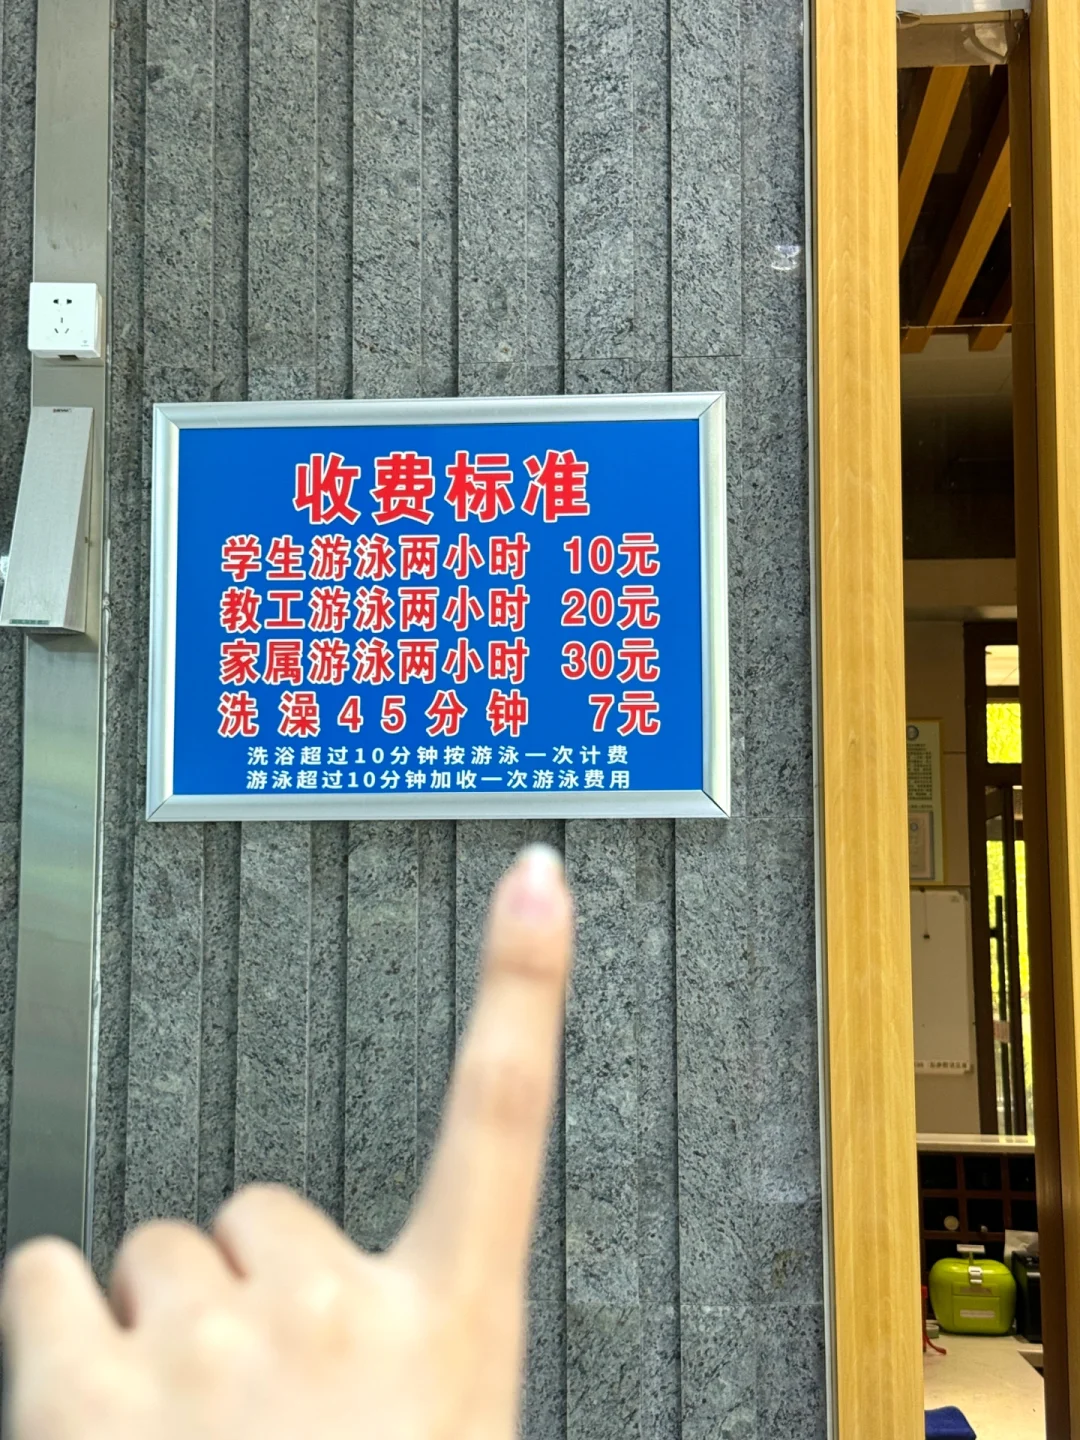 收费标准
学生游泳两小时 10元
教工游泳两小时 20元
家属游泳两小时 30元
洗澡45分钟 7元
洗浴超过10分钟按游泳一次计费
游泳超过10分钟加收一次游泳费用